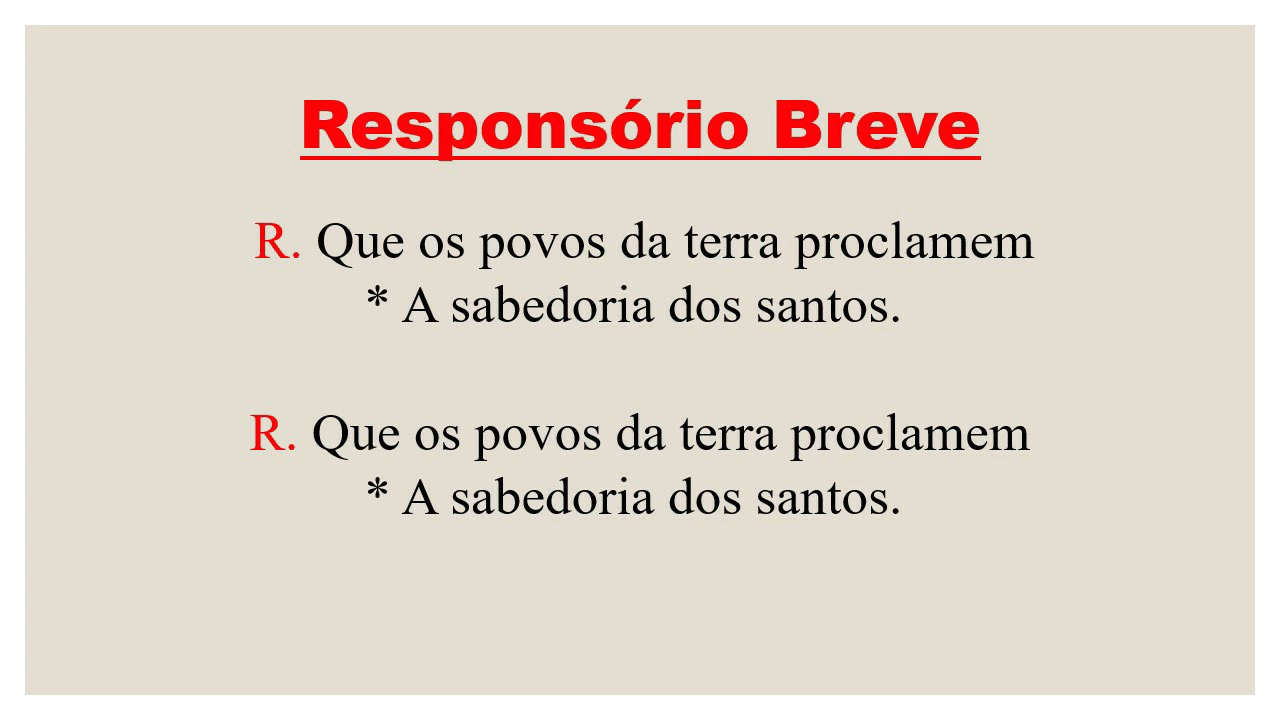 Responsório Breve
R. Que os povos da terra proclamem
* A sabedoria dos santos.
R. Que os povos da terra proclamem
* A sabedoria dos santos.